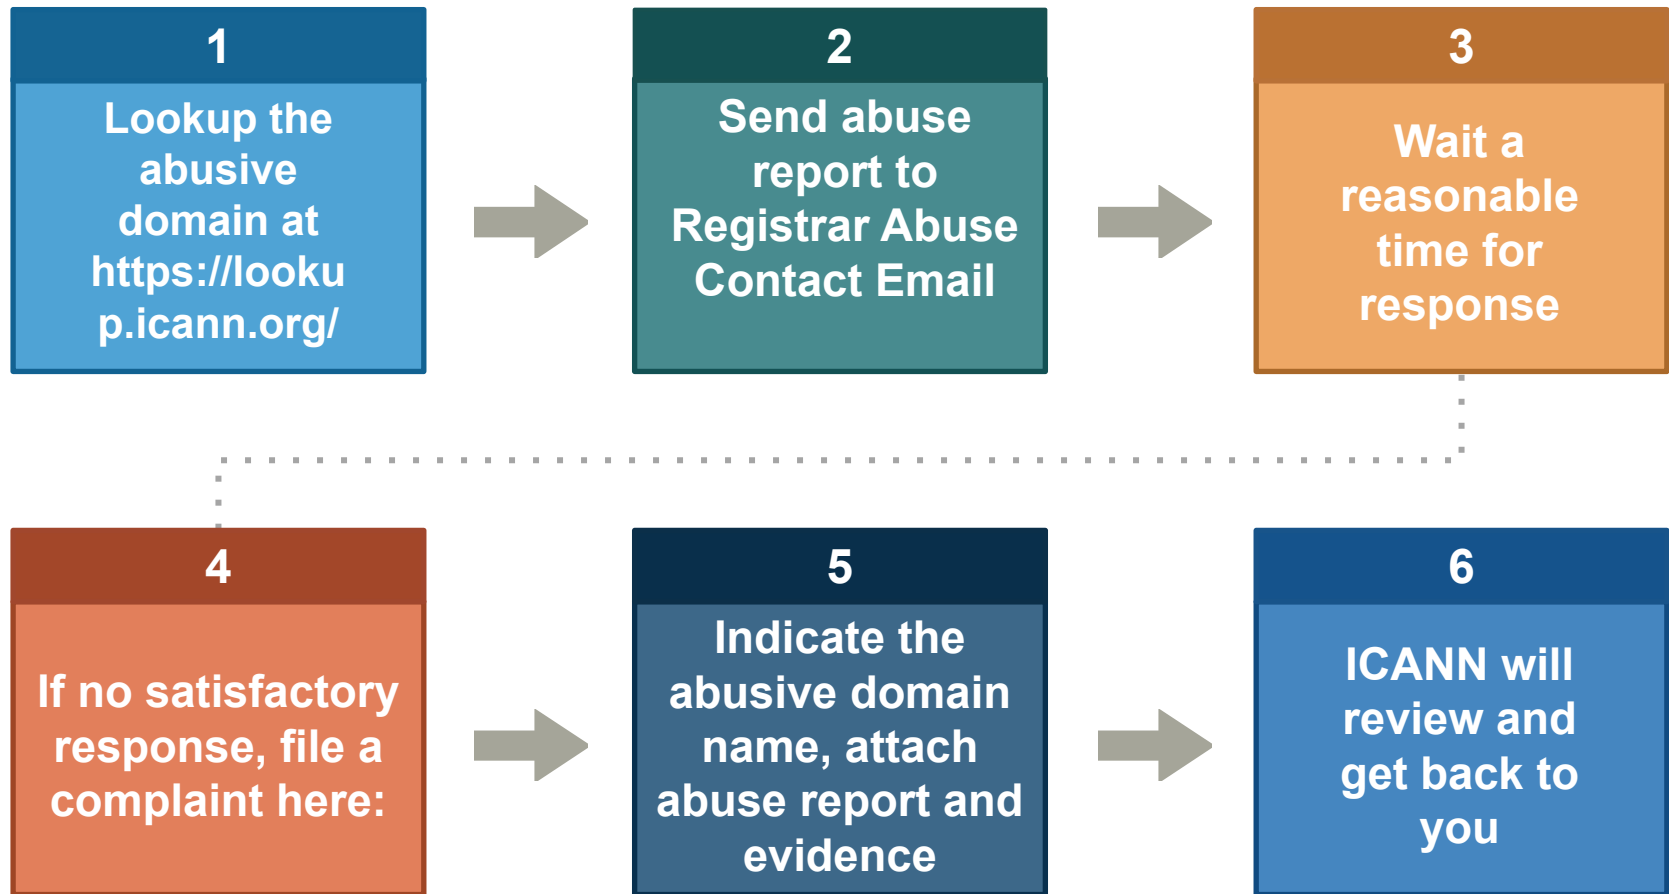 1
Lookup the
abusive
domain at
https://looku
p.icann.org/
2
Send abuse
report to
Registrar Abuse
Contact Email
3
Wait a
reasonable
time for
response
4
If no satisfactory
response, file a
complaint here:
5
Indicate the
abusive domain
name, attach
abuse report and
evidence
6
ICANN will
review and
get back to
you